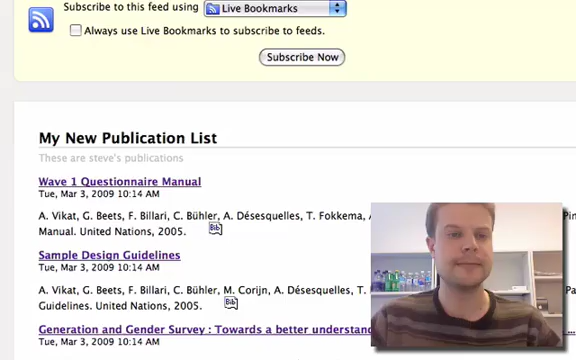 Subscribe to this feed using Live Bookmarks
Always use Live Bookmarks to subscribe to feeds.
Subscribe Now
My New Publication List
These are steve's publications
Wave 1 Questionnaire Manual
Tue, Mar 3, 2009 10:14 AM
A. Vikat, G. Beets, F. Billari, C. Bühler, A. Désesquelles, T. Fokkema,
Manual. United Nations, 2005. Bib
Sample Design Guidelines
Tue, Mar 3, 2009 10:14 AM
A. Vikat, G. Beets, F. Billari, C. Bühler, M. Corijn, A. Désesquelles, T.
Guidelines. United Nations, 2005. Bib
Generation and Gender Survey : Towards a better understand
Tue, Mar 3, 2009 10:14 AM